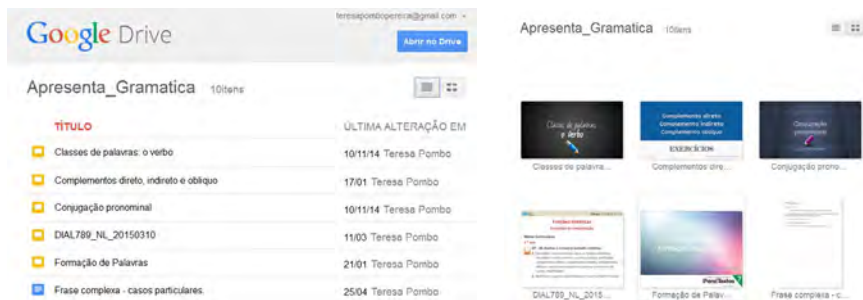 teresapombopereira@gmail.com
Google Drive
Abrir no Drive
Apresenta_Gramatica 10itens
TÍTULO ÚLTIMA ALTERAÇÃO EM
Classes de palavras: o verbo 10/11/14 Teresa Pombo
Complementos direto, indireto e oblíquo 17/01 Teresa Pombo
Conjugação pronominal 10/11/14 Teresa Pombo
DIAL789_NL_20150310 11/03 Teresa Pombo
Formação de Palavras 21/01 Teresa Pombo
Frase complexa - casos particulares. 25/04 Teresa Pombo
Apresenta_Gramatica 10itens
Classes de palavras
o verbo
Complemento direto
Complemento indireto
Complemento oblíquo
EXERCÍCIOS
Conjugação
pronominal
Classes de palavra...
Complementos dire...
Conjugação prono...
Para Textos
DIAL789_NL_2015...
Formação de Palav...
Frase complexa - c...